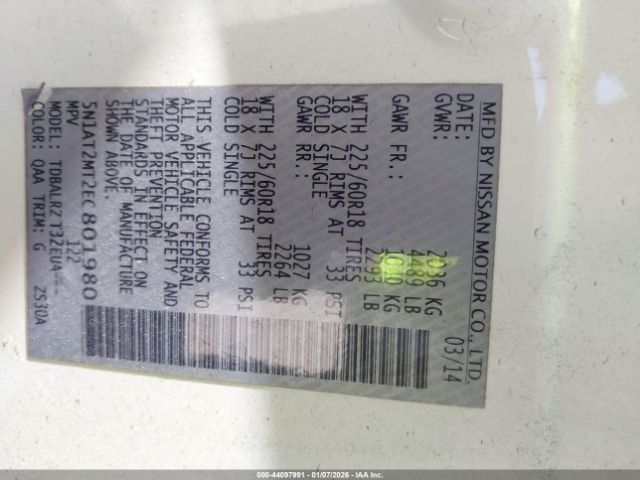 MFD BY NISSAN MOTOR CO., LTD.
DATE: 03/14
GVWR: KG
4489 LB
GAWR FR.: KG
2293 LB
WITH 225/60R18 TIRES
18 X 7J RIMS AT 33 PSI
COLD SINGLE
GAWR RR.: 1027 KG
2264 LB
WITH 225/60R18 TIRES
18 X 7J RIMS AT 33 PSI
COLD SINGLE
THIS VEHICLE CONFORMS TO
ALL APPLICABLE FEDERAL
MOTOR VEHICLE SAFETY AND
THEFT PREVENTION
STANDARDS IN EFFECT ON
THE DATE OF MANUFACTURE
SHOWN ABOVE.
5N1AT2MT2EC801980
MPV 122
MODEL: TDBALRZT32EUA---
COLOR: QAA TRIM: G ZS30A
000-44097991 - 01/07/2026 - IAA Inc.